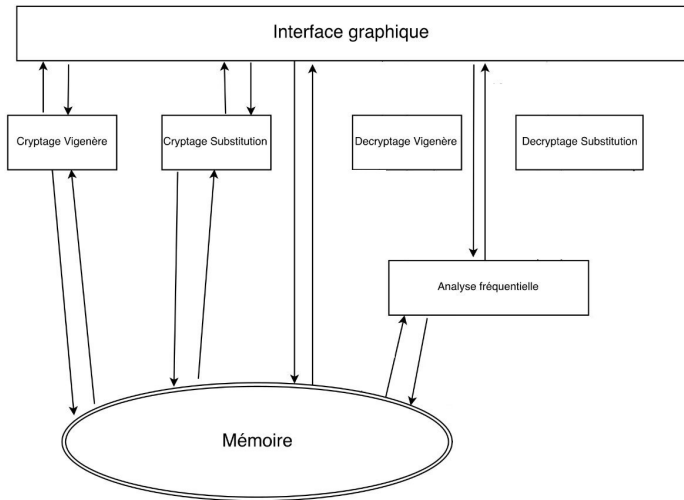 Interface graphique
Cryptage Vigenère
Cryptage Substitution
Decryptage Vigenère
Decryptage Substitution
Analyse fréquentielle
Mémoire